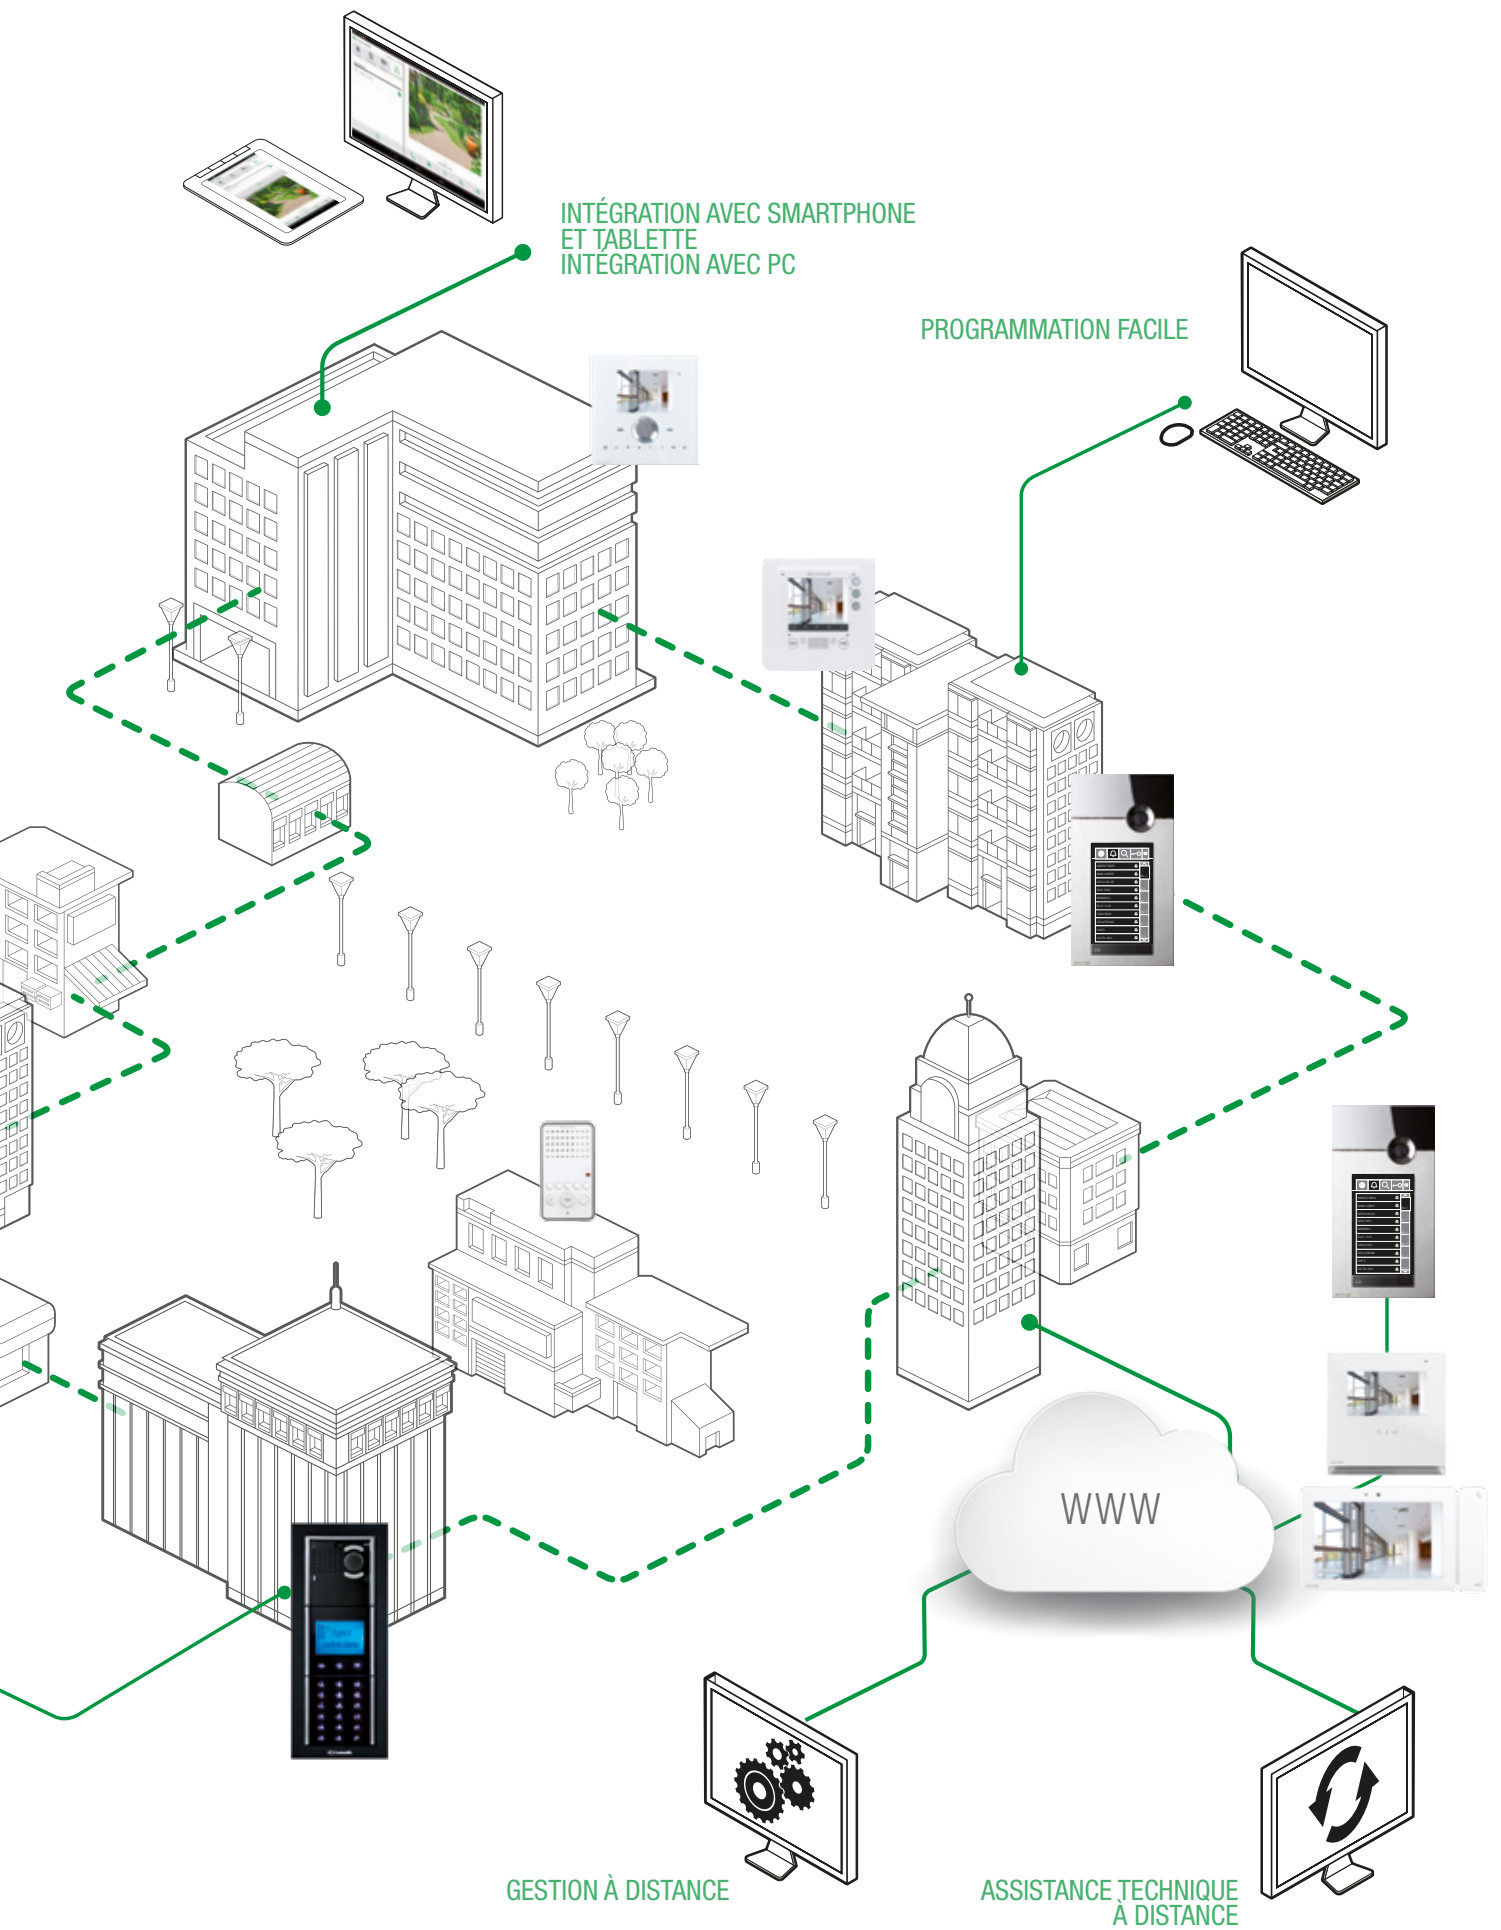 INTÉGRATION AVEC SMARTPHONE
ET TABLETTE
INTÉGRATION AVEC PC
PROGRAMMATION FACILE
WWW
GESTION À DISTANCE
ASSISTANCE TECHNIQUE
À DISTANCE